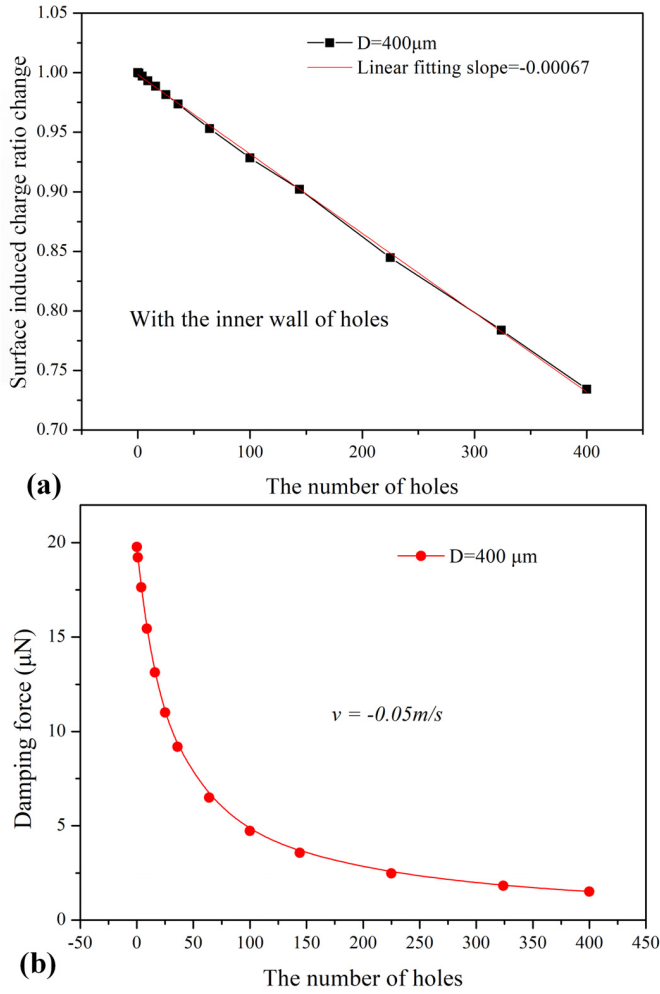 1.05
1.00
0.95
0.90
0.85
0.80
0.75
0.70
Surface induced charge ratio change
D=400μm
Linear fitting slope=-0.00067
With the inner wall of holes
0 100 200 300 400
(a)
The number of holes
20
15
10
5
0
Damping force (μN)
D=400 μm
v = -0.05m/s
-50 0 50 100 150 200 250 300 350 400 450
(b)
The number of holes